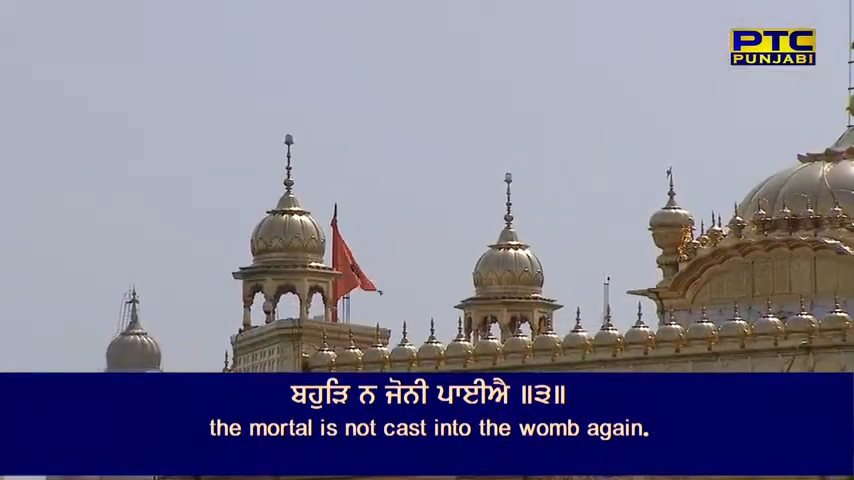 PTC
PUNJABI
ਬਹੁੜਿ ਨ ਜੋਨੀ ਪਾਈਐ ॥੩॥
the mortal is not cast into the womb again.